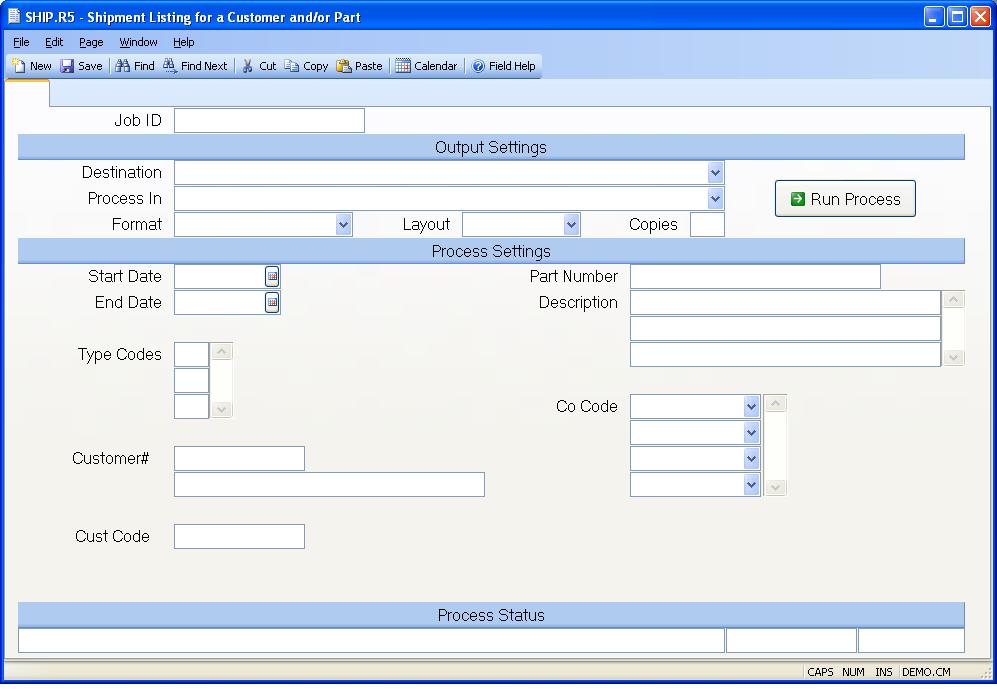 SHIP.R5 - Shipment Listing for a Customer and/or Part
File Edit Page Window Help
New Save Find Find Next Cut Copy Paste Calendar Field Help
Job ID
Output Settings
Destination
Process In
Run Process
Format Layout Copies
Process Settings
Start Date Part Number
End Date Description
Type Codes
Co Code
Customer#
Cust Code
Process Status
CAPS NUM INS DEMO.CM